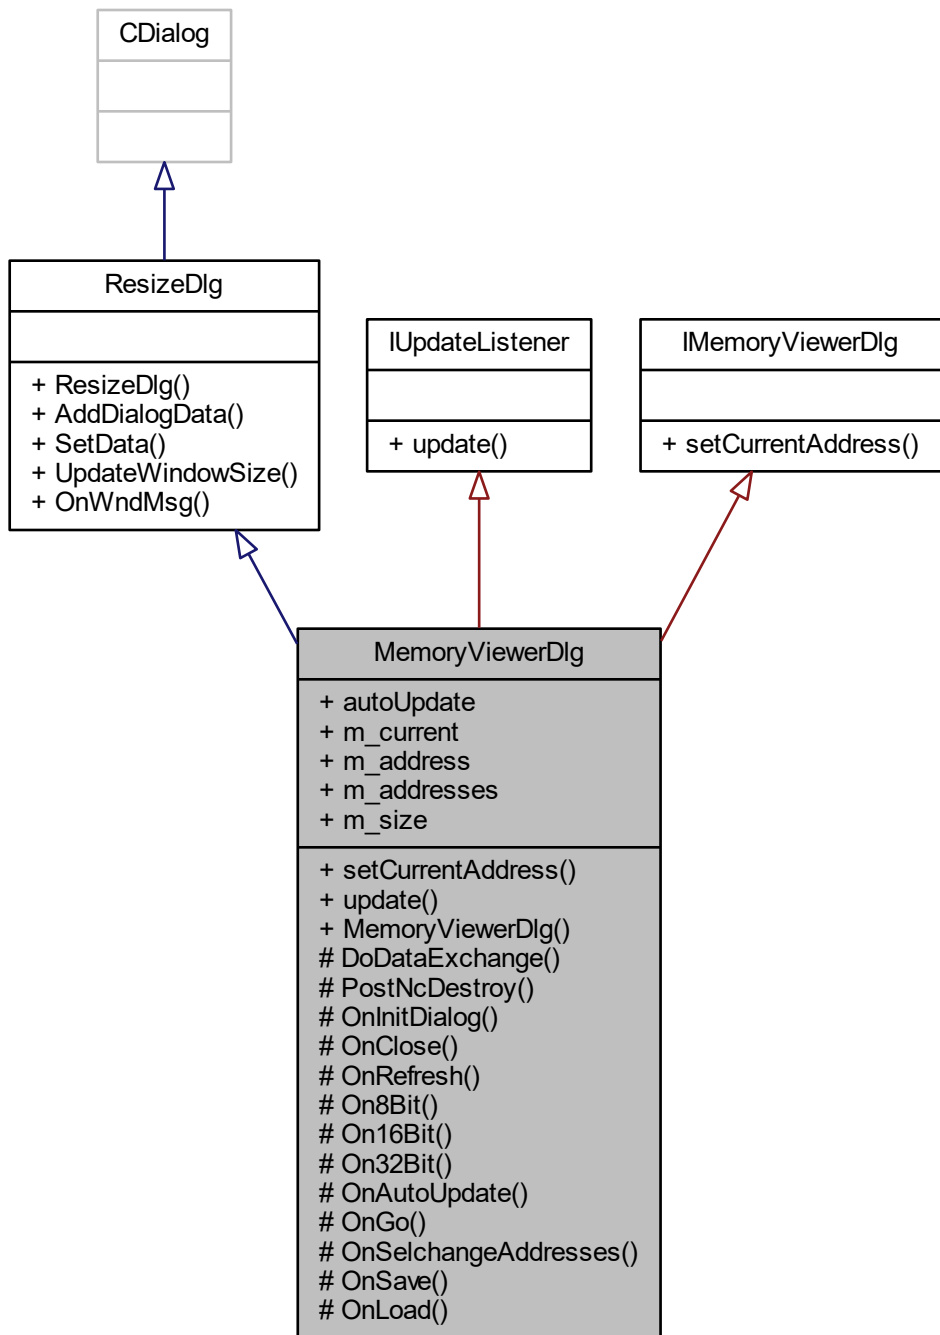 CDialog
ResizeDlg
+ ResizeDlg()
+ AddDialogData()
+ SetData()
+ UpdateWindowSize()
+ OnWndMsg()
IUpdateListener
+ update()
IMemoryViewerDlg
+ setCurrentAddress()
MemoryViewerDlg
+ autoUpdate
+ m_current
+ m_address
+ m_addresses
+ m_size
+ setCurrentAddress()
+ update()
+ MemoryViewerDlg()
# DoDataExchange()
# PostNcDestroy()
# OnInitDialog()
# OnClose()
# OnRefresh()
# On8Bit()
# On16Bit()
# On32Bit()
# OnAutoUpdate()
# OnGo()
# OnSelchangeAddresses()
# OnSave()
# OnLoad()